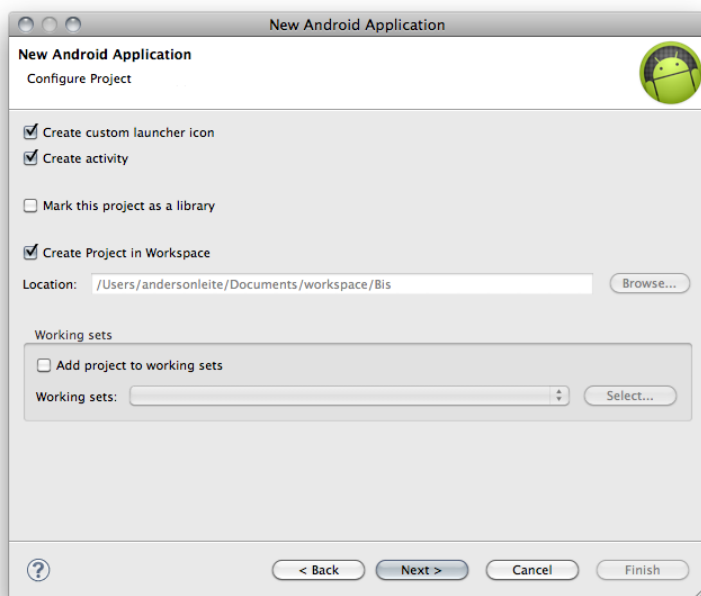 New Android Application
New Android Application
Configure Project
Create custom launcher icon
Create activity
Mark this project as a library
Create Project in Workspace
Location: /Users/andersonleite/Documents/workspace/Bis Browse...
Working sets
Add project to working sets
Working sets: Select...
? < Back Next > Cancel Finish